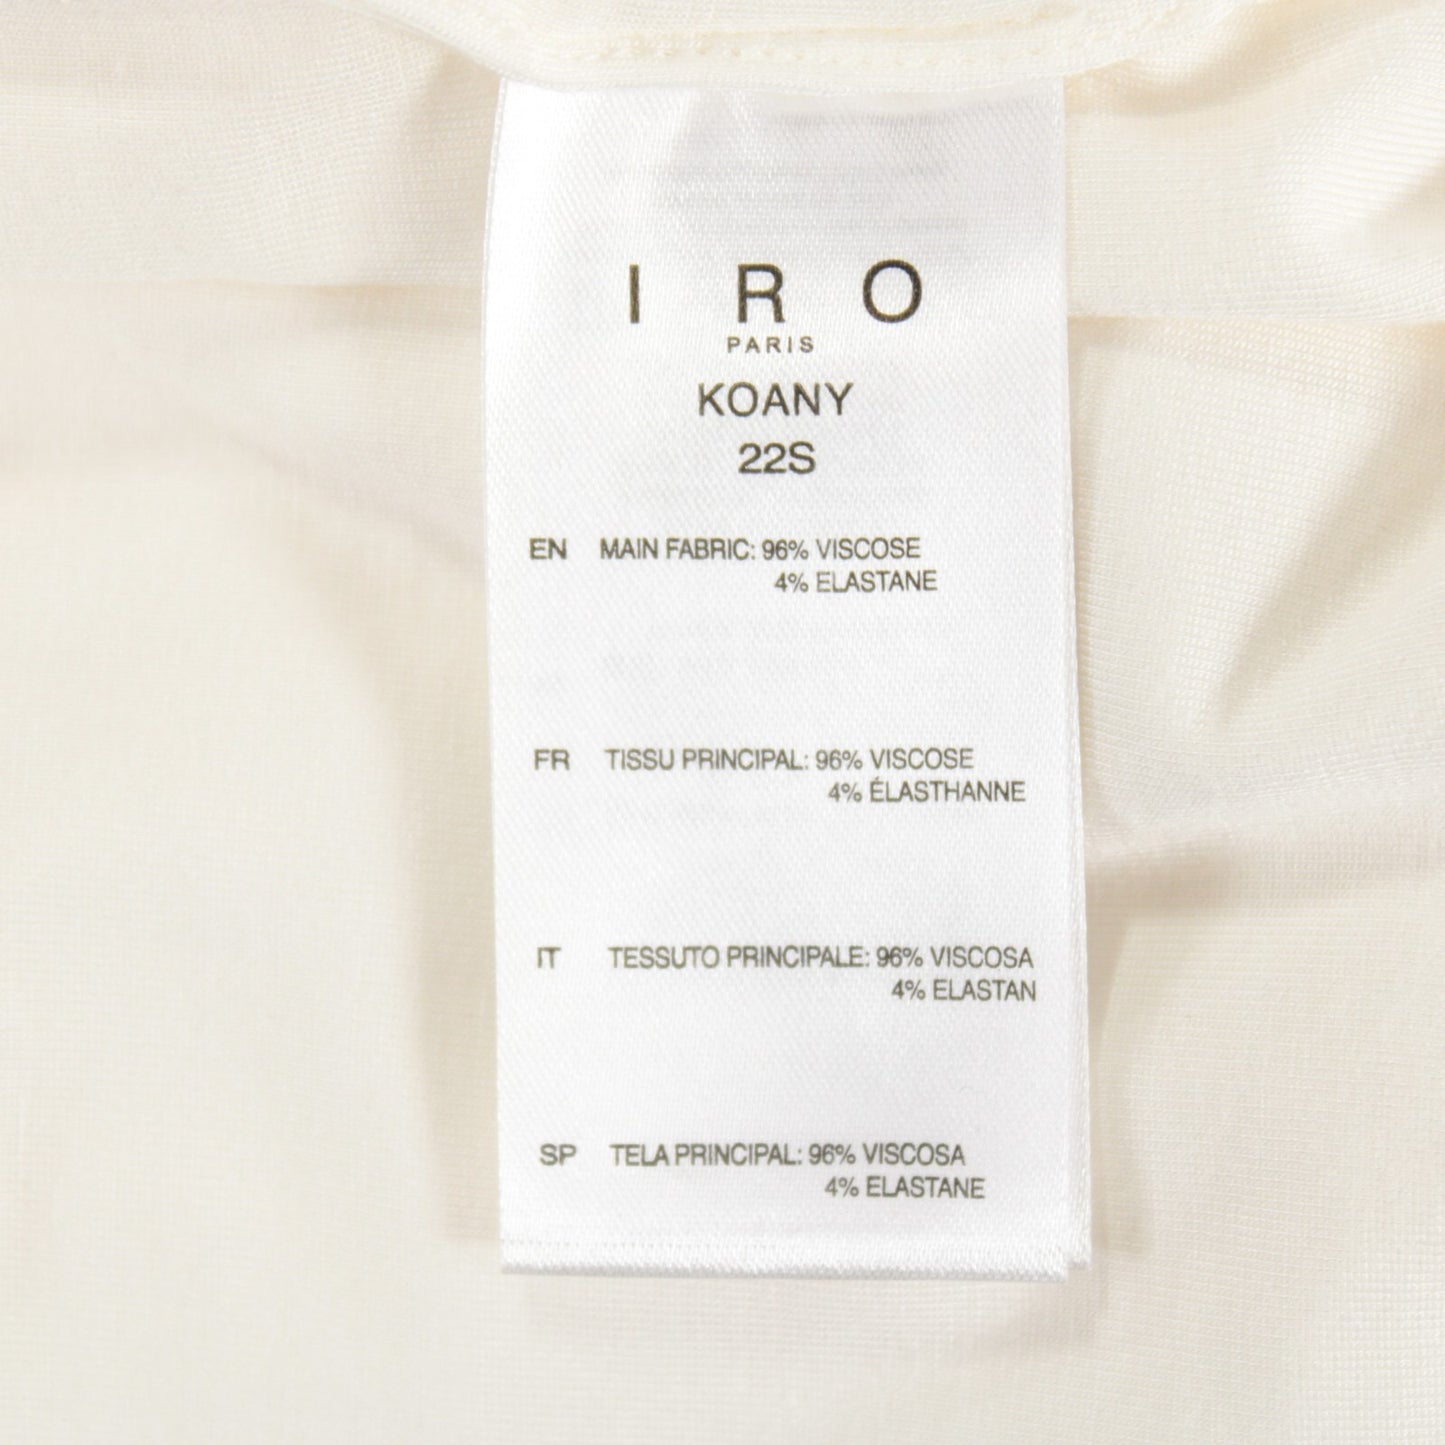 IRO
PARIS
KOANY
22S
EN MAIN FABRIC: 96% VISCOSE
4% ELASTANE
FR TISSU PRINCIPAL: 96% VISCOSE
4% ÉLASTHANNE
IT TESSUTO PRINCIPALE: 96% VISCOSA
4% ELASTAN
SP TELA PRINCIPAL: 96% VISCOSA
4% ELASTANE